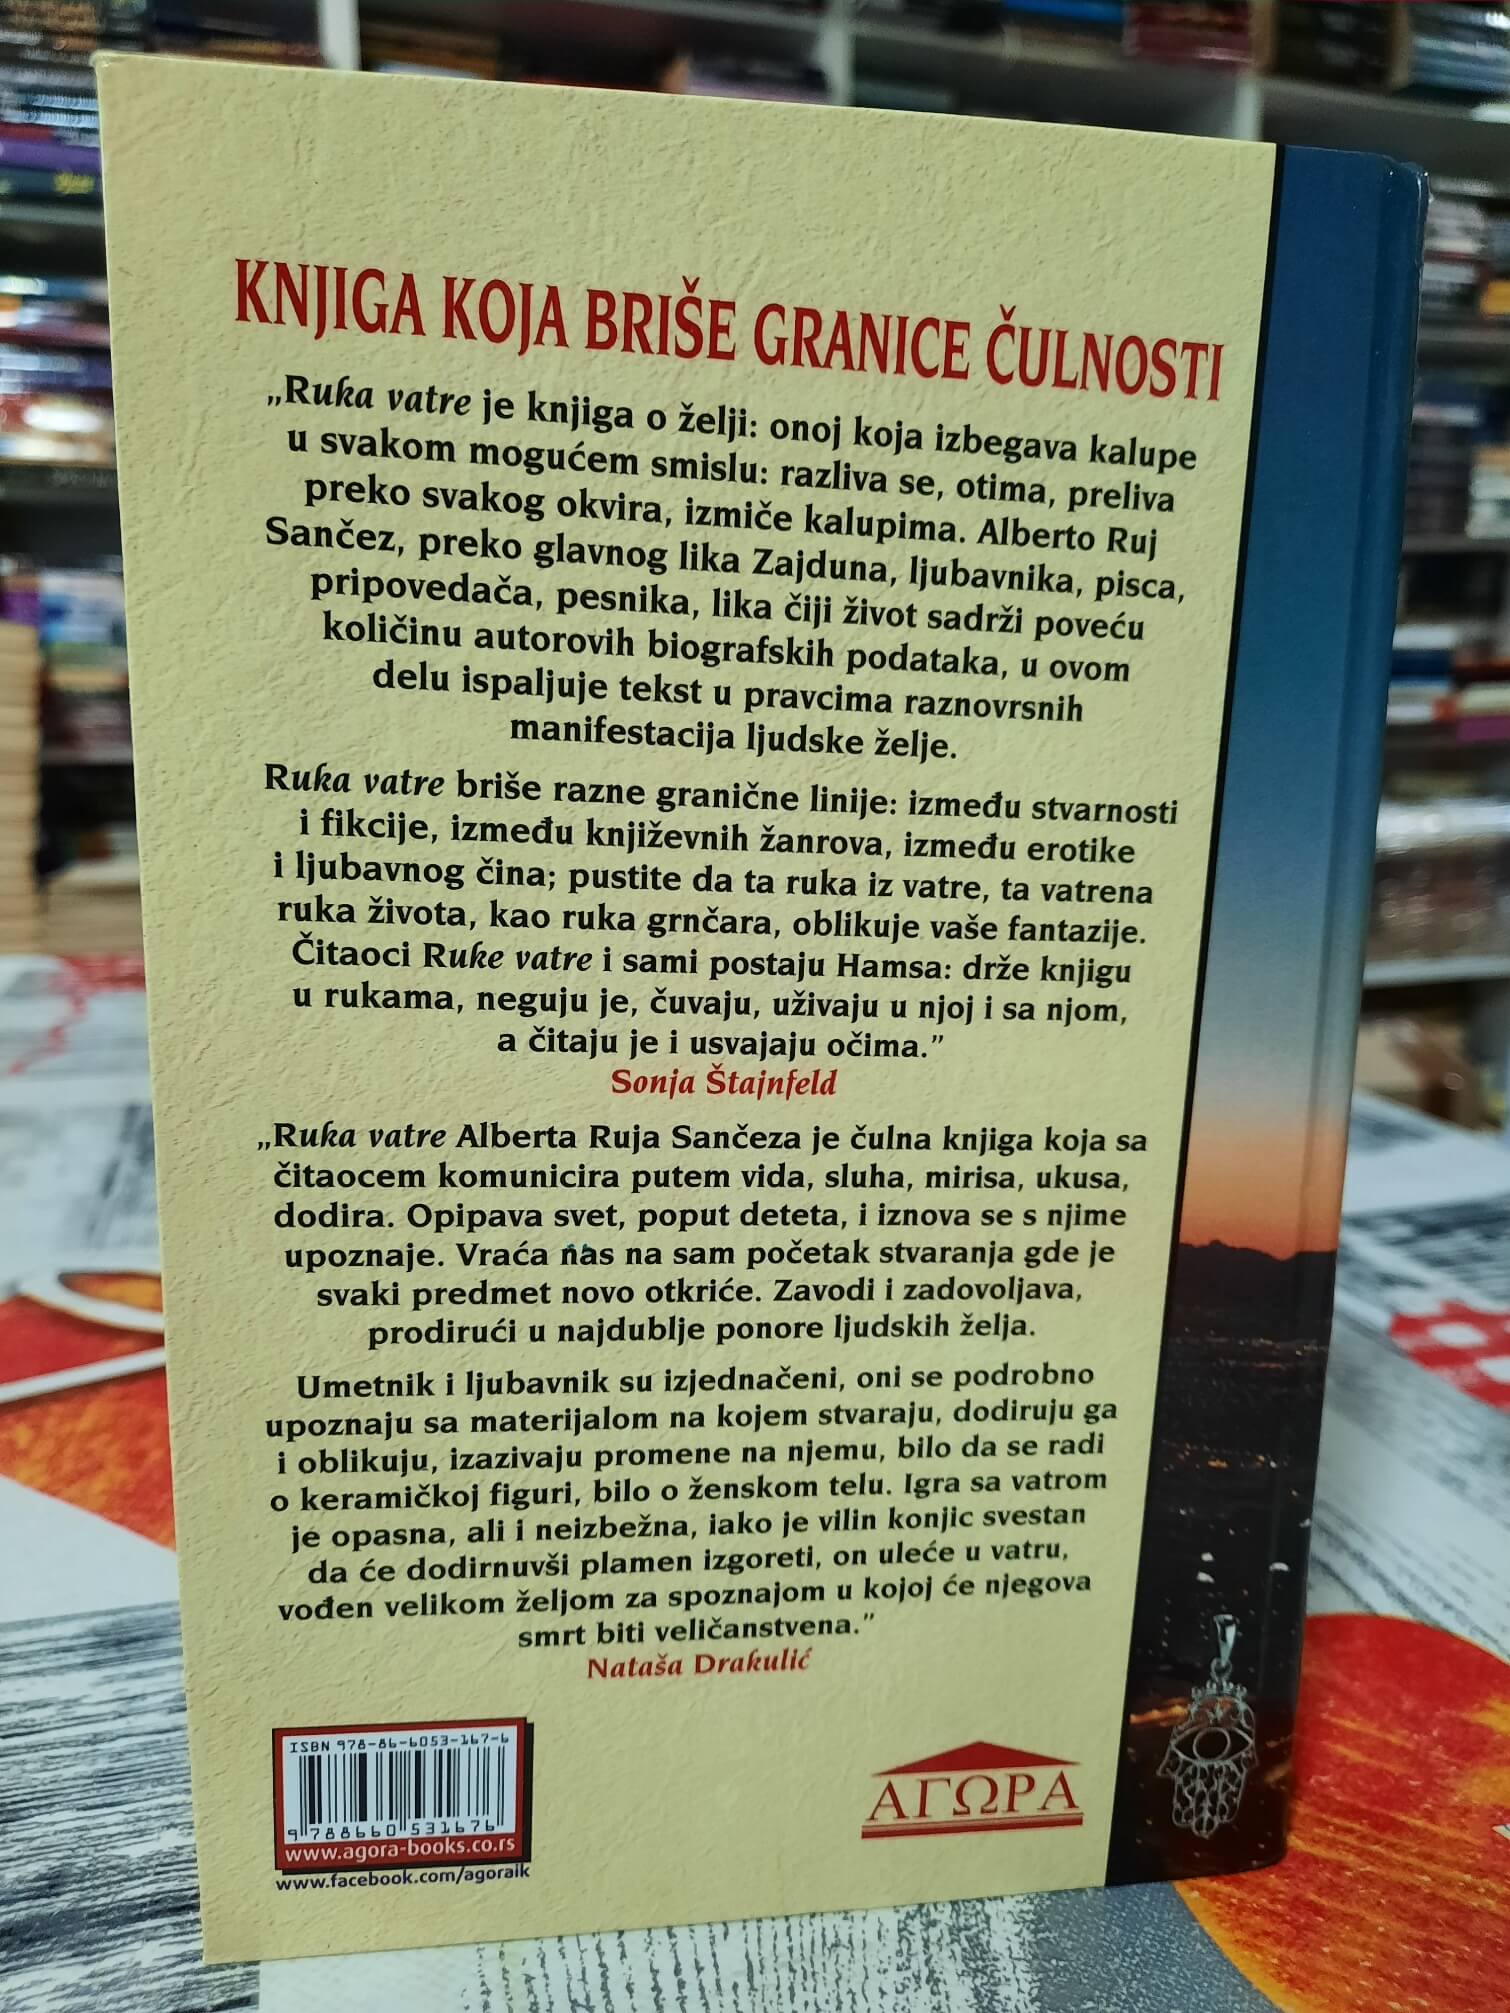 KNJIGA KOJA BRIŠE GRANICE ČULNOSTI
„Ruka vatre je knjiga o želji: onoj koja izbegava kalupe
u svakom mogućem smislu: razliva se, otima, preliva
preko svakog okvira, izmiče kalupima. Alberto Ruj
Sančez, preko glavnog lika Zajduna, ljubavnika, pisca,
pripovedača, pesnika, lika čiji život sadrži poveću
količinu autorovih biografskih podataka, u ovom
delu ispaljuje tekst u pravcima raznovrsnih
manifestacija ljudske želje.
Ruka vatre briše razne granične linije: između stvarnosti
i fikcije, između književnih žanrova, između erotike
i ljubavnog čina; pustite da ta ruka iz vatre, ta vatrena
ruka života, kao ruka grnčara, oblikuje vaše fantazije.
Čitaoci Ruke vatre i sami postaju Hamsa: drže knjigu
u rukama, neguju je, čuvaju, uživaju u njoj i sa njom,
a čitaju je i usvajaju očima.”
Sonja Štajnfeld
„Ruka vatre Alberta Ruja Sančeza je čulna knjiga koja sa
čitaocem komunicira putem vida, sluha, mirisa, ukusa,
dodira. Opipava svet, poput deteta, i iznova se s njime
upoznaje. Vraća nas na sam početak stvaranja gde je
svaki predmet novo otkriće. Zavodi i zadovoljava,
prodirući u najdublje ponore ljudskih želja.
Umetnik i ljubavnik su izjednačeni, oni se podrobno
upoznaju sa materijalom na kojem stvaraju, dodiruju ga
i oblikuju, izazivaju promene na njemu, bilo da se radi
o keramičkoj figuri, bilo o ženskom telu. Igra sa vatrom
je opasna, ali i neizbežna, iako je vilin konjic svestan
da će dodirnuvši plamen izgoreti, on uleće u vatru,
vođen velikom željom za spoznajom u kojoj će njegova
smrt biti veličanstvena.”
Nataša Drakulić
ISBN 978-86-6053-167-6
9 788660 531676
www.agora-books.co.rs
www.facebook.com/agoraik
ΑΓΩΡΑ